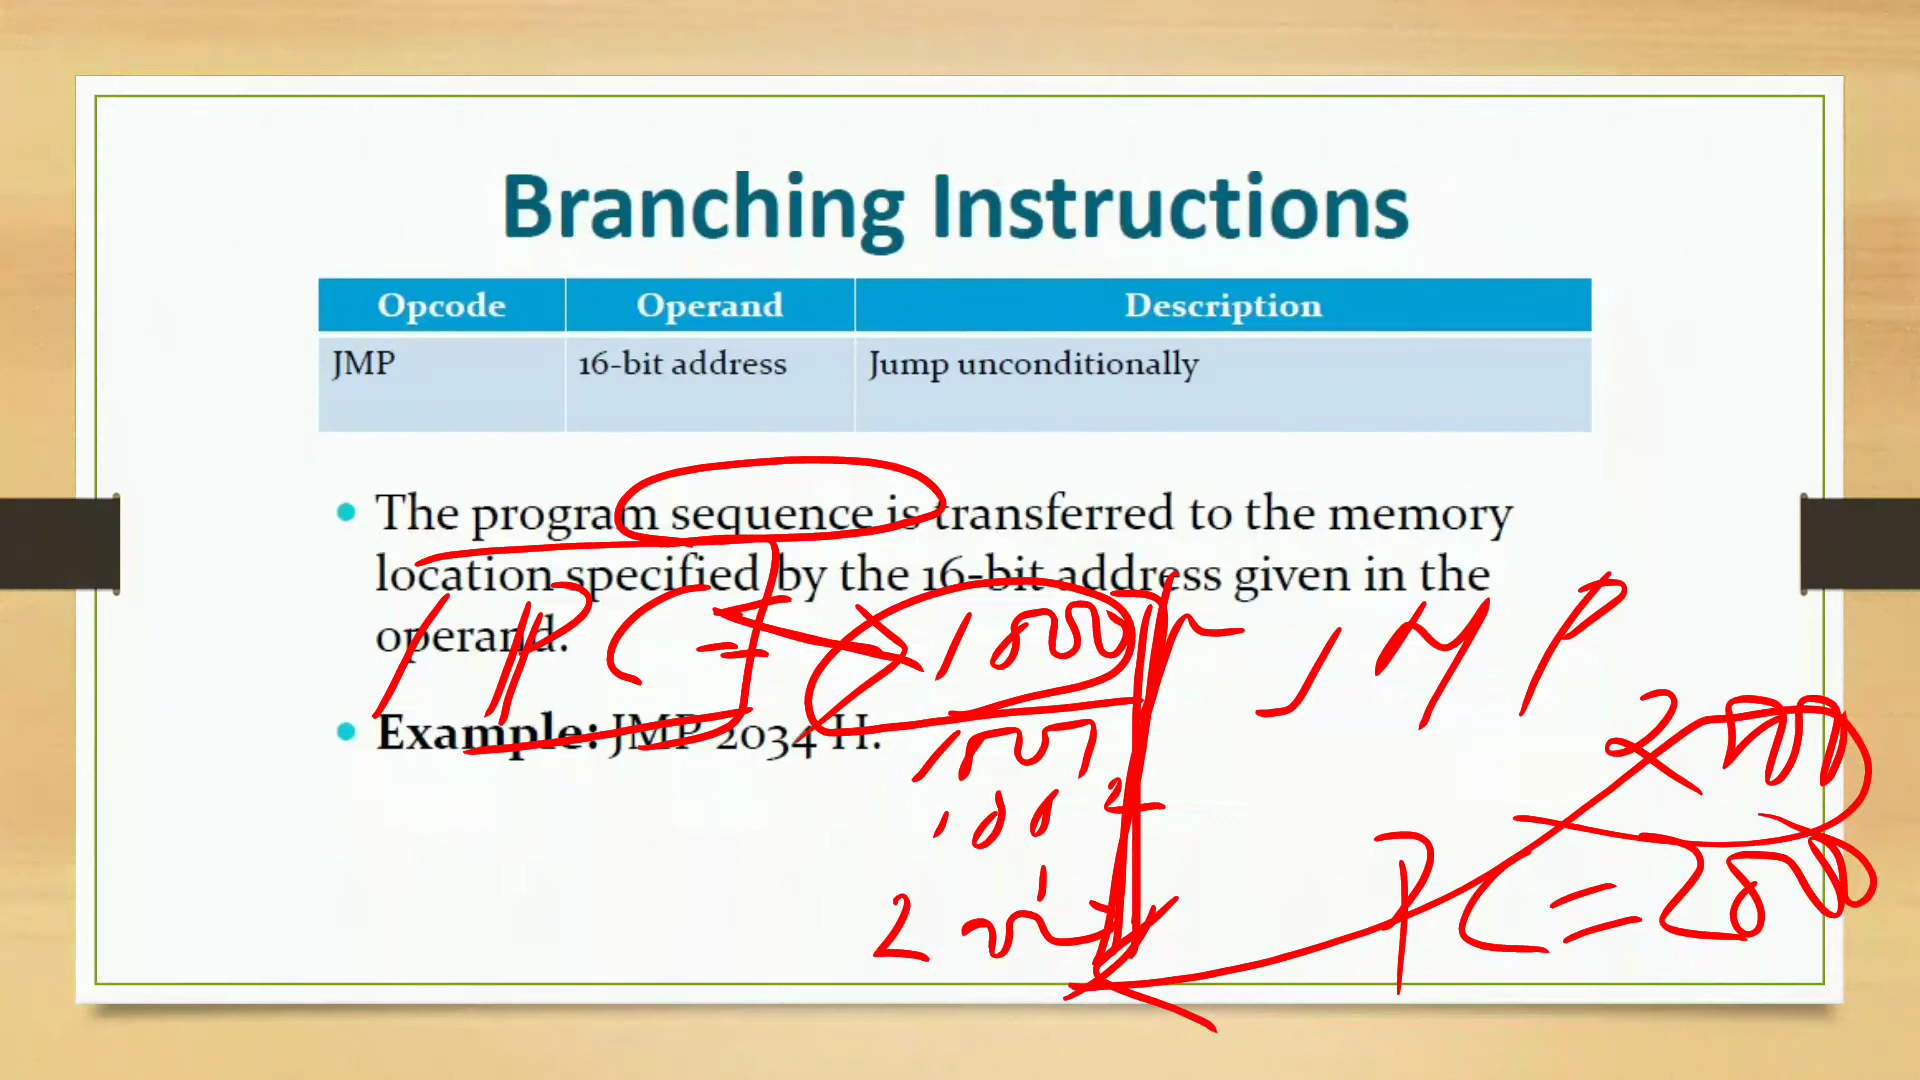 Branching Instructions
Opcode Operand Description
JMP 16-bit address Jump unconditionally
• The program sequence is transferred to the memory
location specified by the 16-bit address given in the
operand.
PC = 1000 JMP
• Example: JMP 2034 H.
2000
1001
1002
PC = 2000